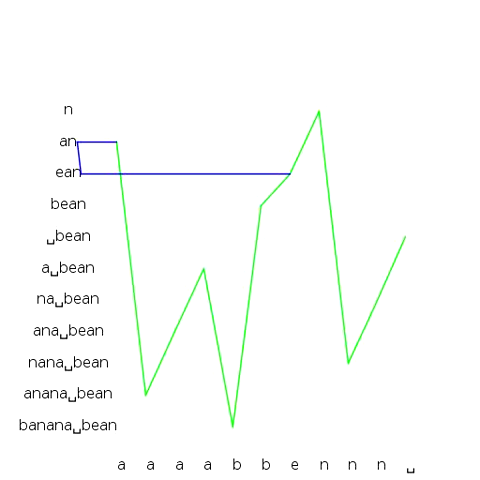 n
an
ean
bean
␣bean
a␣bean
na␣bean
ana␣bean
nana␣bean
anana␣bean
banana␣bean
a a a a b b e n n n ␣